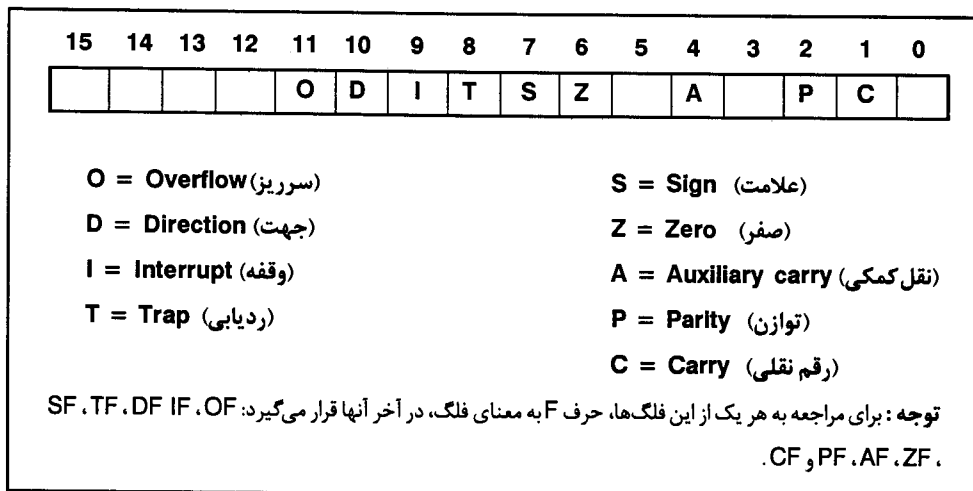 15 14 13 12 11 10 9 8 7 6 5 4 3 2 1 0
O D I T S Z A P C
O = Overflow (سرریز)
D = Direction (جهت)
I = Interrupt (وقفه)
T = Trap (ردیابی)
S = Sign (علامت)
Z = Zero (صفر)
A = Auxiliary carry (نقل کمکی)
P = Parity (توازن)
C = Carry (رقم نقلی)
توجه : برای مراجعه به هر یک از این فلگ‌ها، حرف F به معنای فلگ، در آخر آنها قرار می‌گیرد: SF ، TF ، DF IF ، OF
، ZF ، AF ، PF و CF .